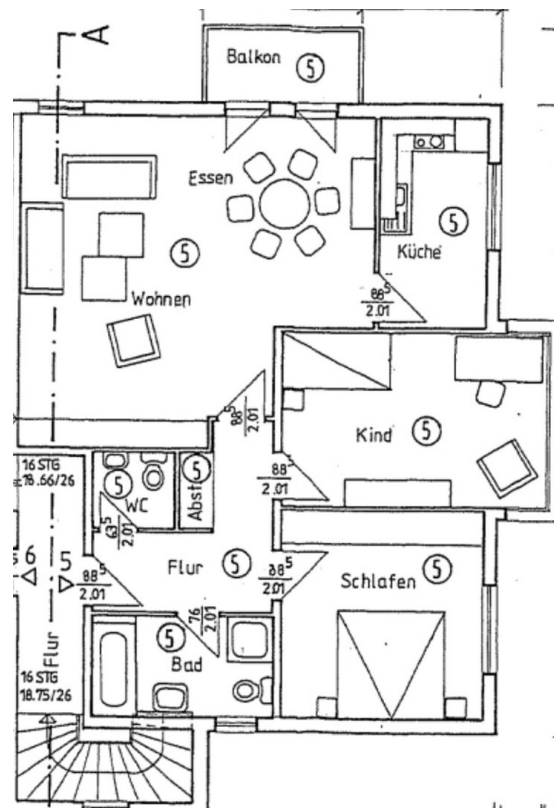 A
Balkon 5
Essen
5
5
Küche
Wohnen
88⁵
2.01
88⁵
2.01
Kind 5
16 STG
18.66/26
5
WC
5
Abst.
88⁵
2.01
63⁵
2.01
6
5
88⁵
2.01
Flur 5
88⁵
2.01
Schlafen 5
76
2.01
5
Bad
Flur
16 STG
18.75/26